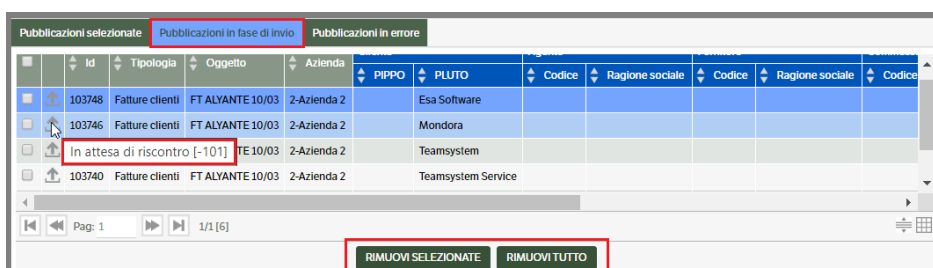 Pubblicazioni selezionate Pubblicazioni in fase di invio Pubblicazioni in errore
Id Tipologia Oggetto Azienda
PIPPO PLUTO Codice Ragione sociale Codice Ragione sociale Codice
103748 Fatture clienti FT ALYANTE 10/03 2-Azienda 2 Esa Software
103746 Fatture clienti FT ALYANTE 10/03 2-Azienda 2 Mondora
In attesa di riscontro [-101] TE 10/03 2-Azienda 2 Teamsystem
103740 Fatture clienti FT ALYANTE 10/03 2-Azienda 2 Teamsystem Service
Pag: 1 1/1 [6]
RIMUOVI SELEZIONATE RIMUOVI TUTTO